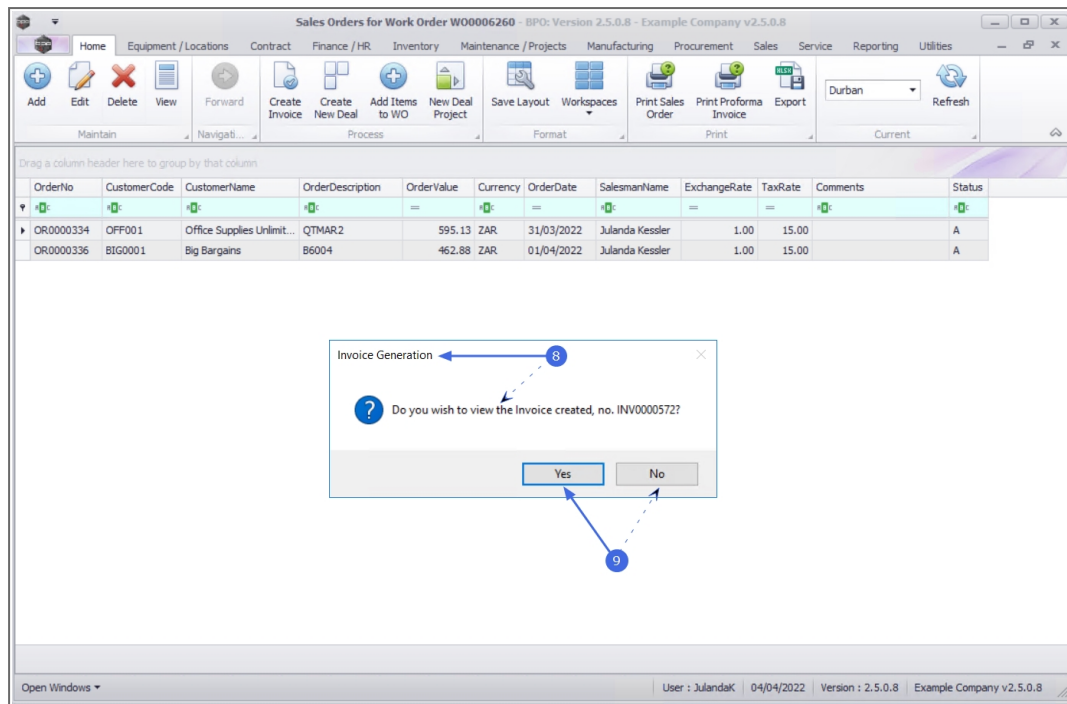 Sales Orders for Work Order WO0006260 - BPO: Version 2.5.0.8 - Example Company v2.5.0.8
Home Equipment / Locations Contract Finance / HR Inventory Maintenance / Projects Manufacturing Procurement Sales Service Reporting Utilities
Add Edit Delete View Forward Create Invoice Create New Deal Add Items to WO New Deal Project Save Layout Workspaces Print Sales Order Print Proforma Invoice Export Durban Refresh
Maintain Navigati... Process Format Print Current
Drag a column header here to group by that column
OrderNo CustomerCode CustomerName OrderDescription OrderValue Currency OrderDate SalesmanName ExchangeRate TaxRate Comments Status
OR0000334 OFF001 Office Supplies Unlimit... QTMAR2 595.13 ZAR 31/03/2022 Julanda Kessler 1.00 15.00 A
OR0000336 BIG0001 Big Bargains B6004 462.88 ZAR 01/04/2022 Julanda Kessler 1.00 15.00 A
Invoice Generation 8
Do you wish to view the Invoice created, no. INV0000572?
Yes No
9
Open Windows User : JulandaK 04/04/2022 Version : 2.5.0.8 Example Company v2.5.0.8